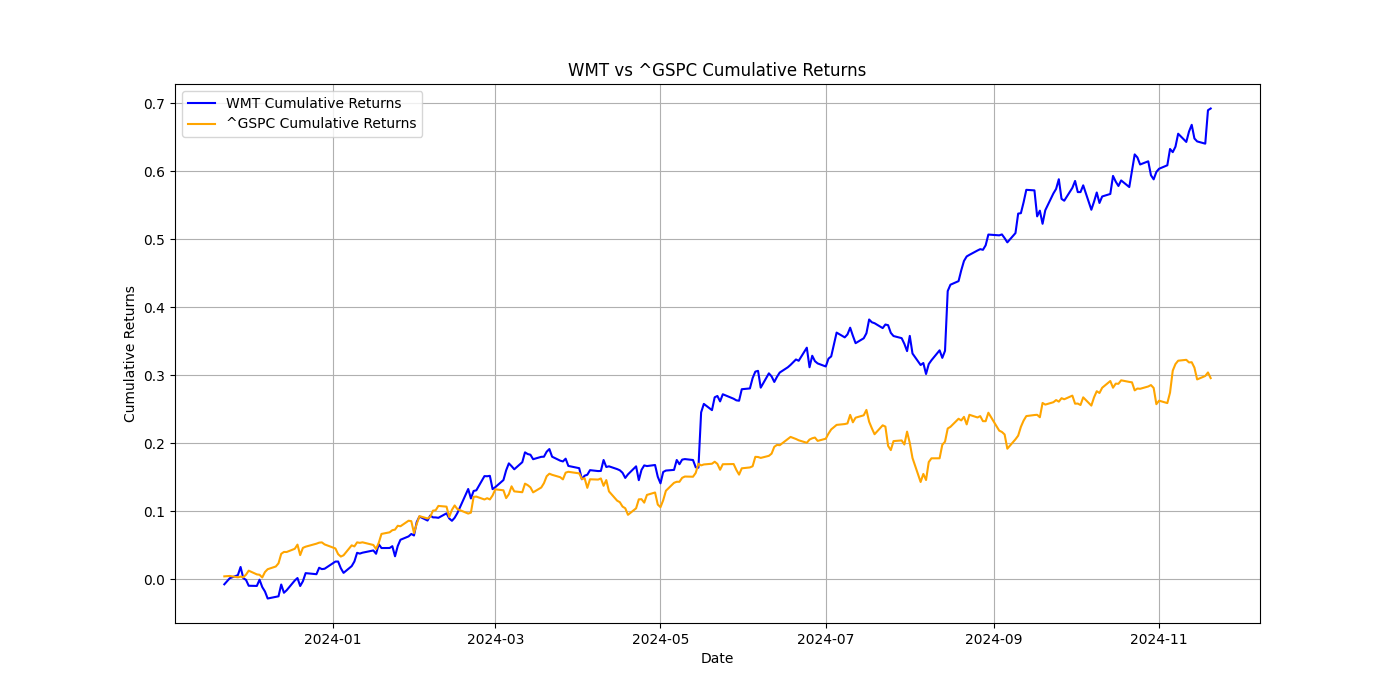 WMT vs ^GSPC Cumulative Returns
WMT Cumulative Returns
^GSPC Cumulative Returns
0.7
0.6
0.5
0.4
0.3
0.2
0.1
0.0
Cumulative Returns
2024-01 2024-03 2024-05 2024-07 2024-09 2024-11
Date